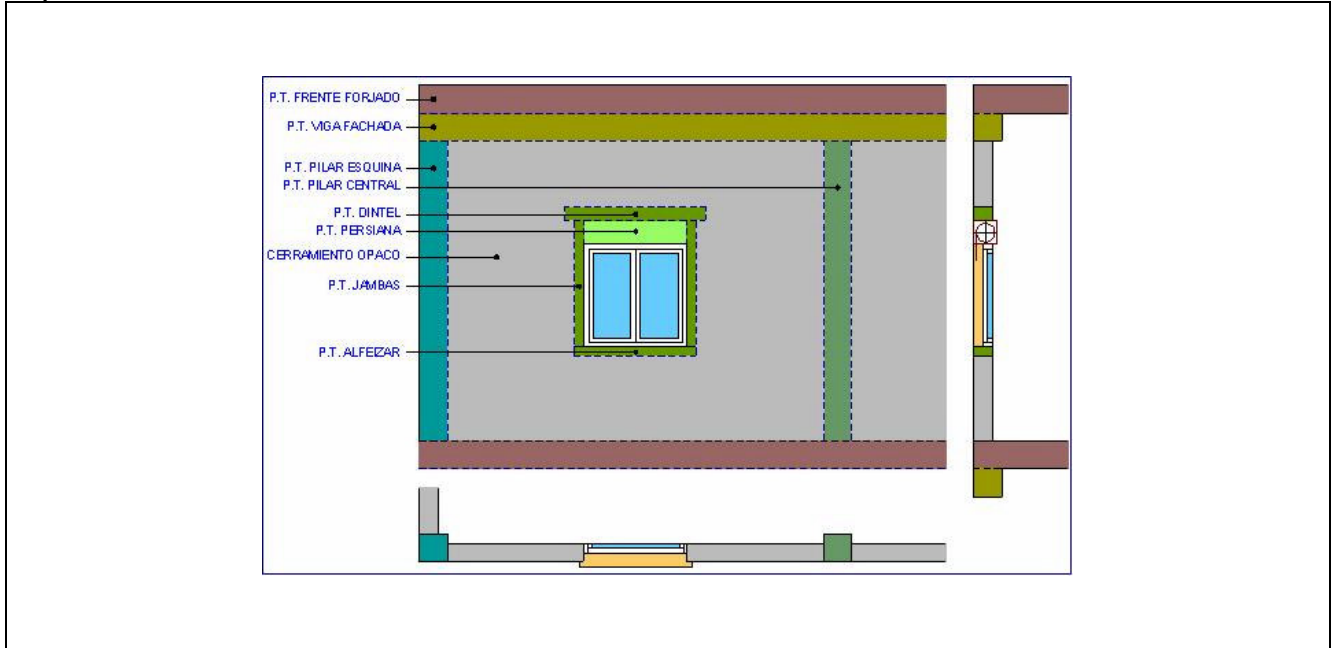 P.T. FRENTE FORJADO
P.T. VIGA FACHADA
P.T. PILAR ESQUINA
P.T. PILAR CENTRAL
P.T. DINTEL
P.T. PERSIANA
CERRAMIENTO OPACO
P.T. JAMBAS
P.T. ALFEIZAR